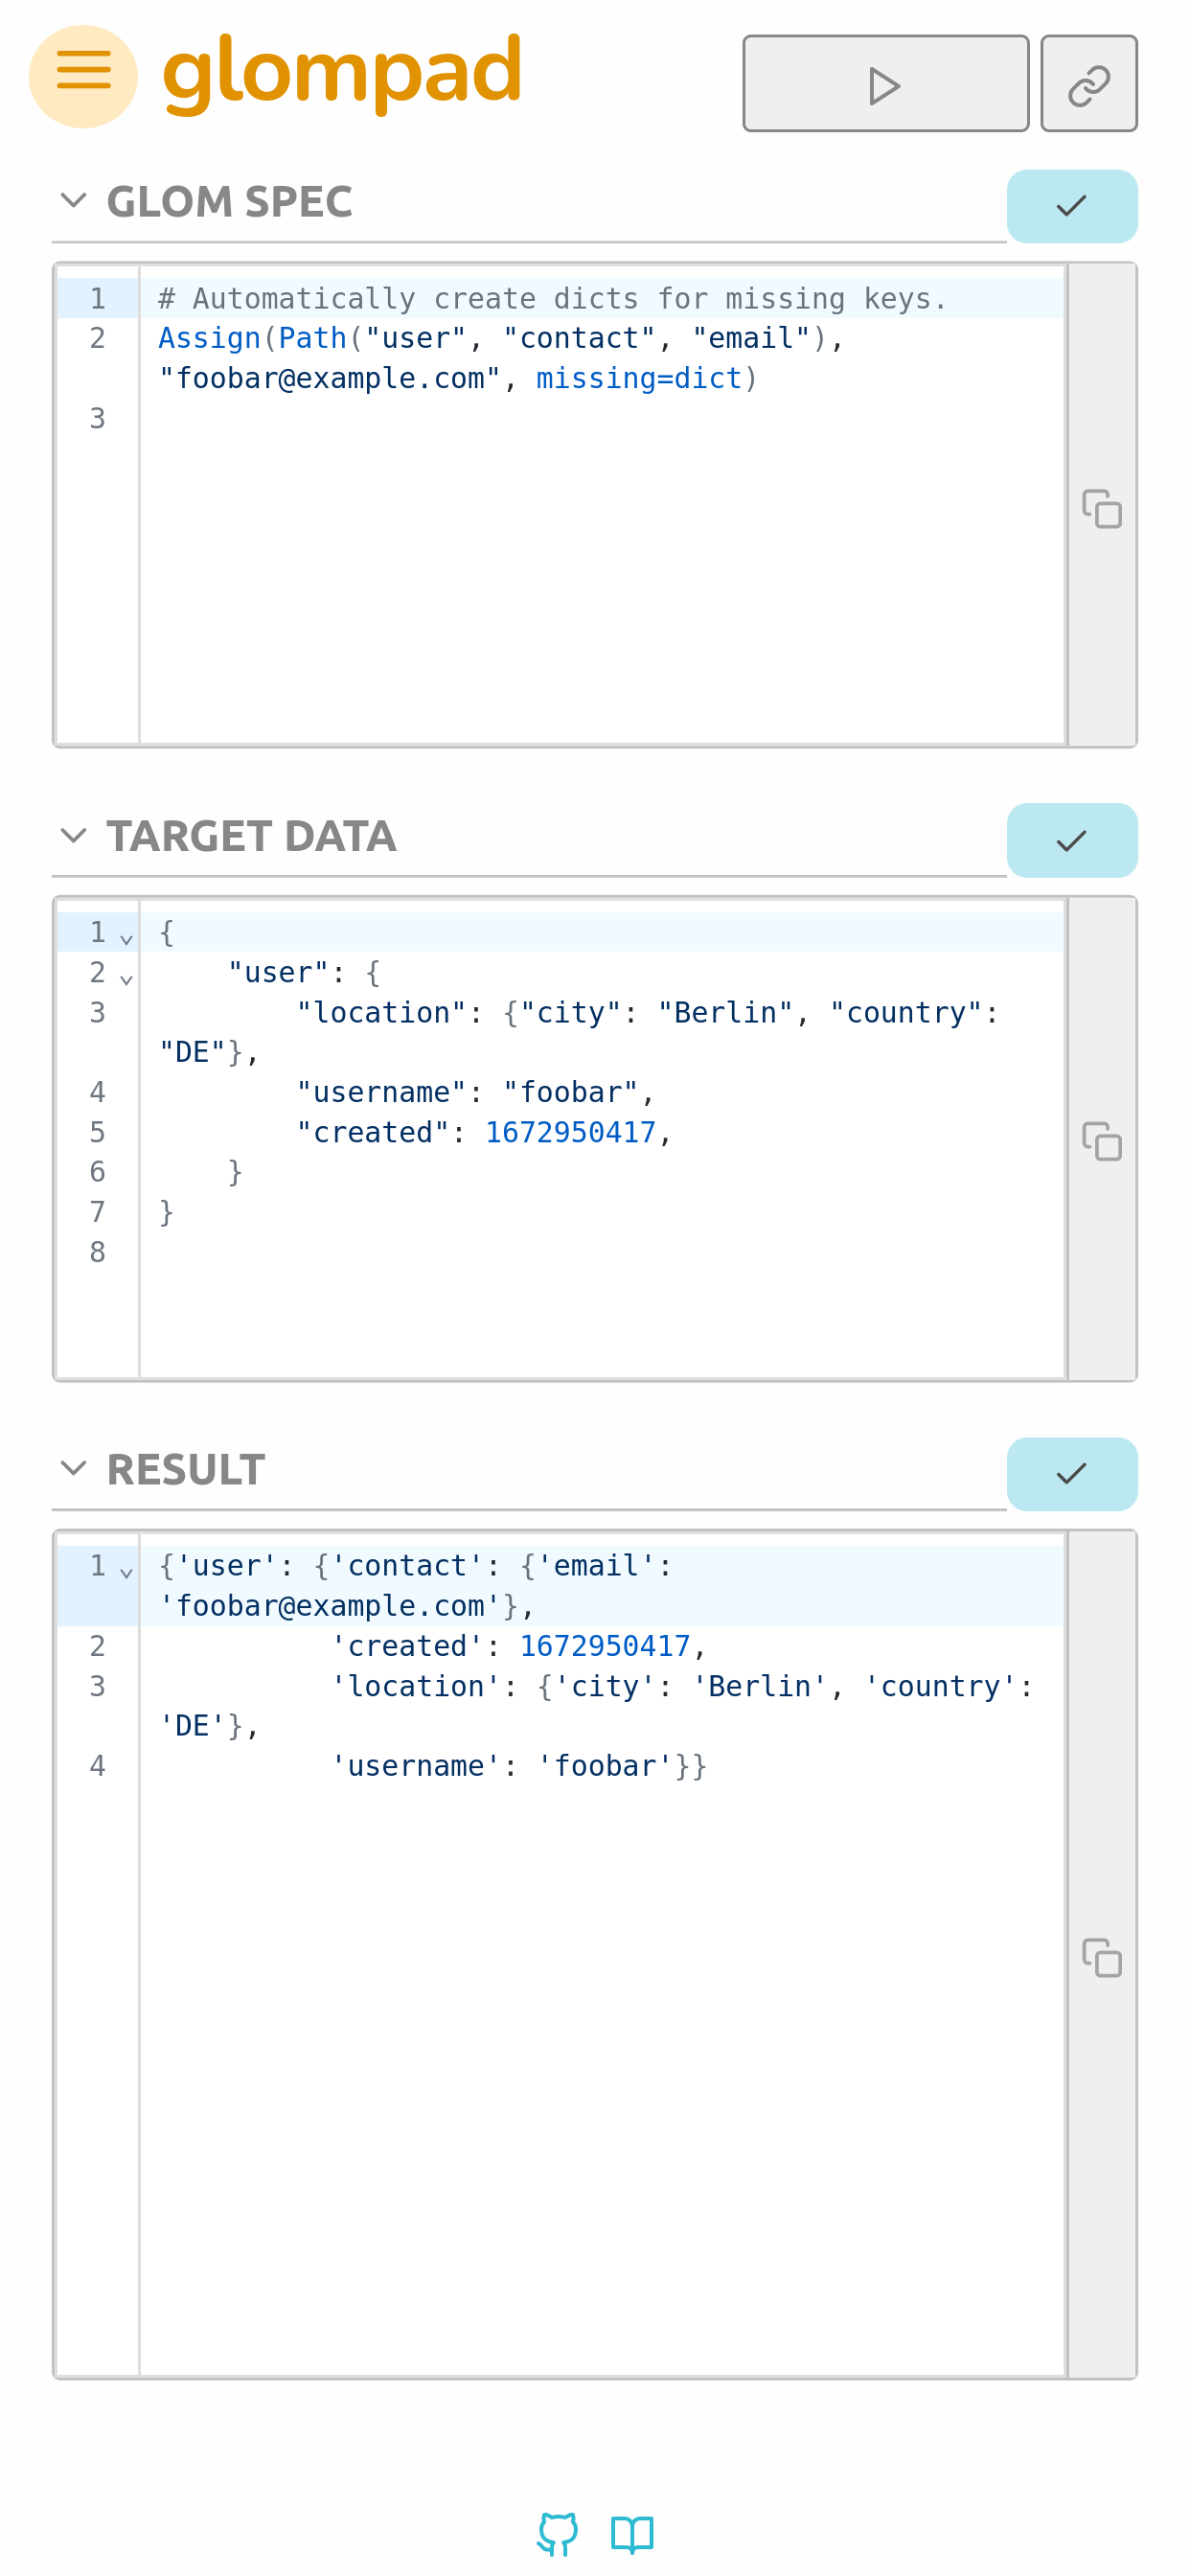 glompad
GLOM SPEC
1 # Automatically create dicts for missing keys.
2 Assign(Path("user", "contact", "email"),
"foobar@example.com", missing=dict)
3
TARGET DATA
1 {
2     "user": {
3         "location": {"city": "Berlin", "country":
"DE"},
4         "username": "foobar",
5         "created": 1672950417,
6     }
7 }
8
RESULT
1 {'user': {'contact': {'email':
'foobar@example.com'},
2           'created': 1672950417,
3           'location': {'city': 'Berlin', 'country':
'DE'},
4           'username': 'foobar'}}